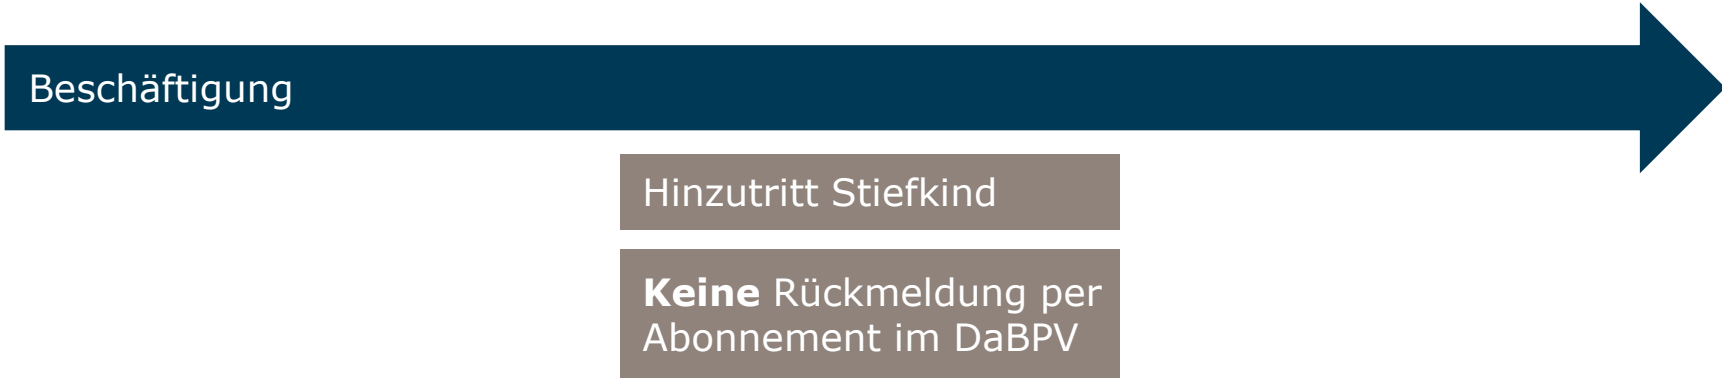 Beschäftigung
Hinzutritt Stiefkind
Keine Rückmeldung per
Abonnement im DaBPV